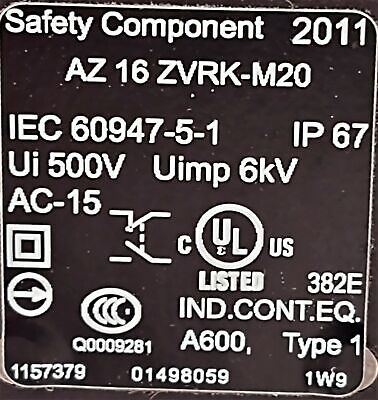 Safety Component 2011
AZ 16 ZVRK-M20
IEC 60947-5-1 IP 67
Ui 500V Uimp 6kV
AC-15
C UL US
LISTED 382E
CCC IND.CONT.EQ.
Q0009281 A600, Type 1
1157379 01498059 1W9